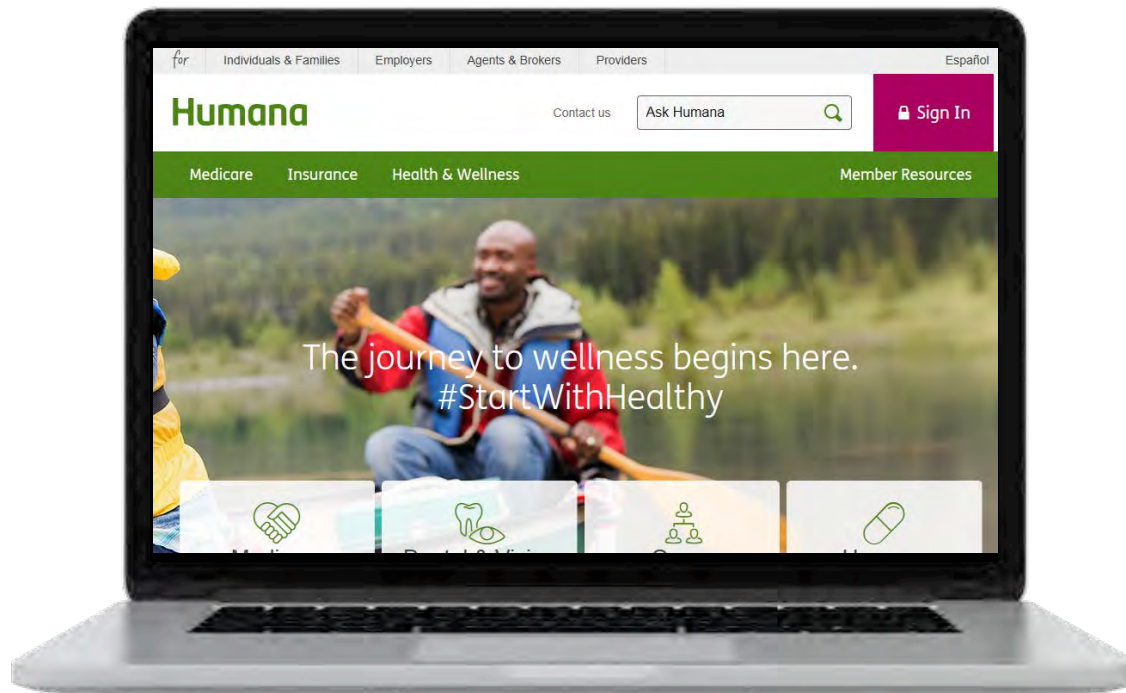 for Individuals & Families Employers Agents & Brokers Providers Español
Humana Contact us Ask Humana Sign In
Medicare Insurance Health & Wellness Member Resources
The journey to wellness begins here.
#StartWithHealthy